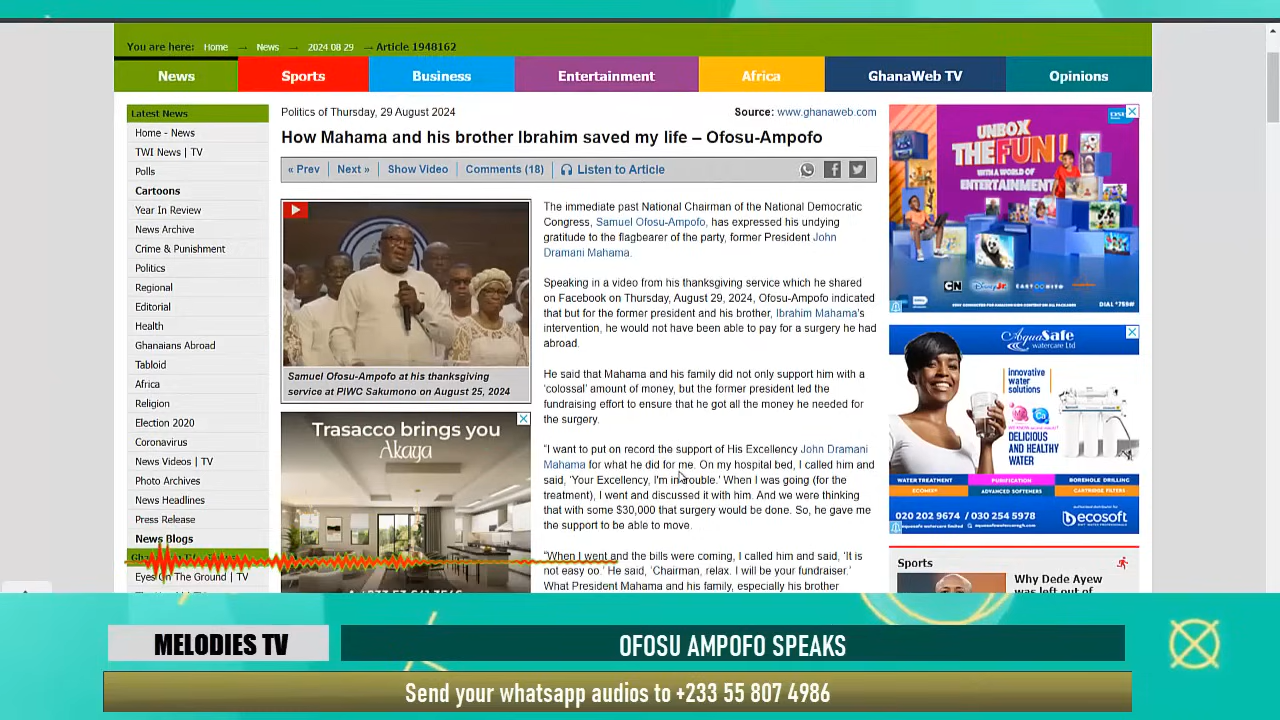 You are here: Home → News → 2024 08 29 → Article 1948162
News
Sports
Business
Entertainment
Africa
GhanaWeb TV
Opinions
Latest News
Home - News
TWI News | TV
Polls
Cartoons
Year In Review
News Archive
Crime & Punishment
Politics
Regional
Editorial
Health
Ghanaians Abroad
Tabloid
Africa
Religion
Election 2020
Coronavirus
News Videos | TV
Photo Archives
News Headlines
Press Release
News Blogs
Eyes On The Ground | TV
Politics of Thursday, 29 August 2024
Source: www.ghanaweb.com
How Mahama and his brother Ibrahim saved my life – Ofosu-Ampofo
« Prev
Next »
Show Video
Comments (18)
Listen to Article
Samuel Ofosu-Ampofo at his thanksgiving
service at PIWC Sakumono on August 25, 2024
Trasacco brings you
Akaya
The immediate past National Chairman of the National Democratic
Congress, Samuel Ofosu-Ampofo, has expressed his undying
gratitude to the flagbearer of the party, former President John
Dramani Mahama.
Speaking in a video from his thanksgiving service which he shared
on Facebook on Thursday, August 29, 2024, Ofosu-Ampofo indicated
that but for the former president and his brother, Ibrahim Mahama's
intervention, he would not have been able to pay for a surgery he had
abroad.
He said that Mahama and his family did not only support him with a
'colossal' amount of money, but the former president led the
fundraising effort to ensure that he got all the money he needed for
the surgery.
"I want to put on record the support of His Excellency John Dramani
Mahama for what he did for me. On my hospital bed, I called him and
said, 'Your Excellency, I'm in trouble.' When I was going (for the
treatment), I went and discussed it with him. And we were thinking
that with some $30,000 that surgery would be done. So, he gave me
the support to be able to move.
"When I went and the bills were coming, I called him and said, 'It is
not easy oo.' He said, 'Chairman, relax. I will be your fundraiser.'
What President Mahama and his family, especially his brother
UNBOX
THE FUN!
WITH A WORLD OF
ENTERTAINMENT
CN
DIAL *759#
AquaSafe
watercare Ltd
innovative
water
solutions
Mg
Ca
DELICIOUS
AND HEALTHY
WATER
WATER TREATMENT
PURIFICATION
WATER SOFTENERS
ADVANCED SOFTENERS
CARTRIDGE FILTERS
020 202 9674 / 030 254 5978
ecosoft
Sports
Why Dede Ayew
was left out of
MELODIES TV
OFOSU AMPOFO SPEAKS
Send your whatsapp audios to +233 55 807 4986